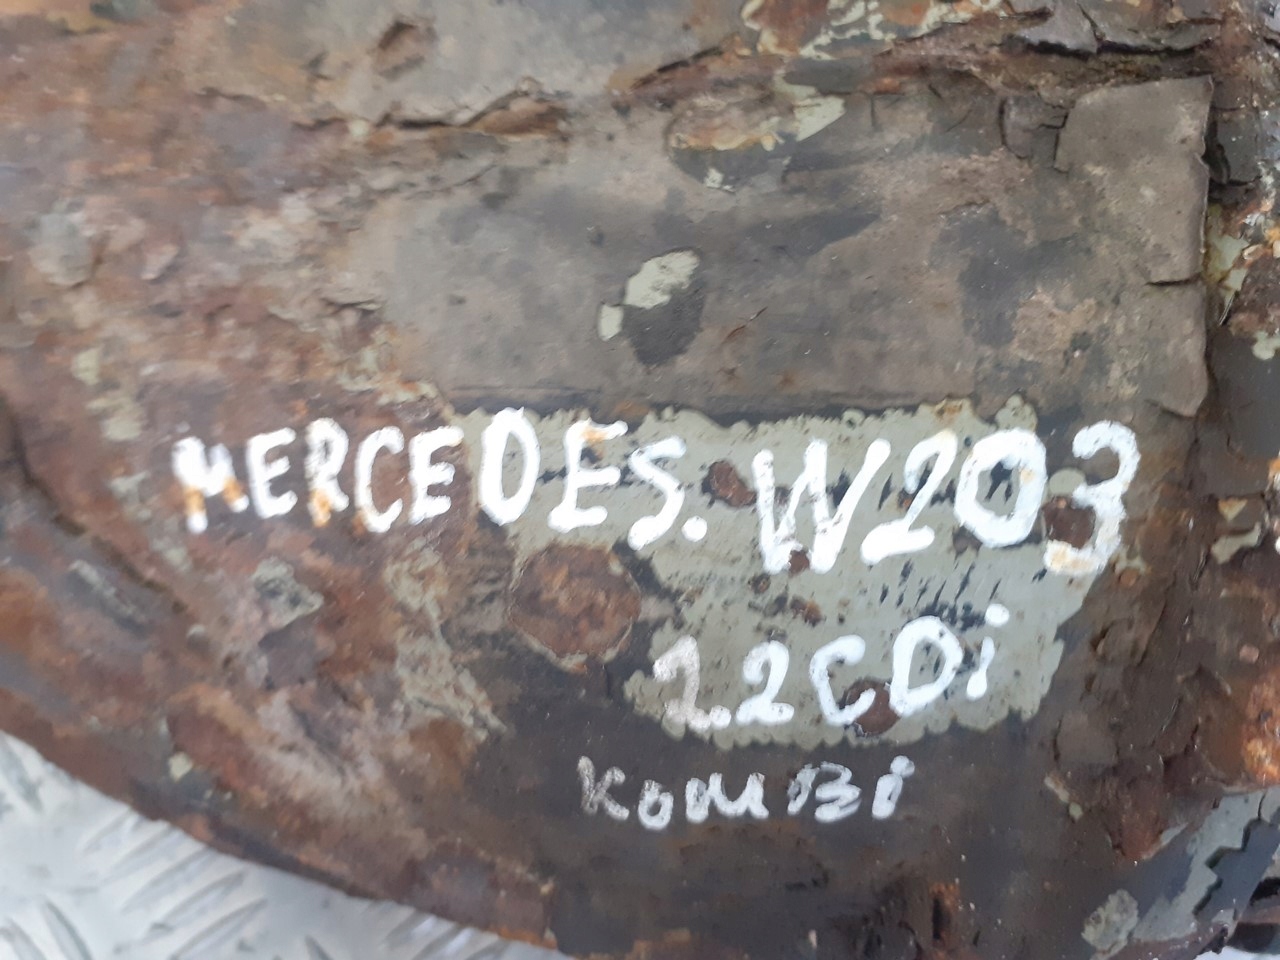 MERCEDES. W203
2.2CDi
KOMBi